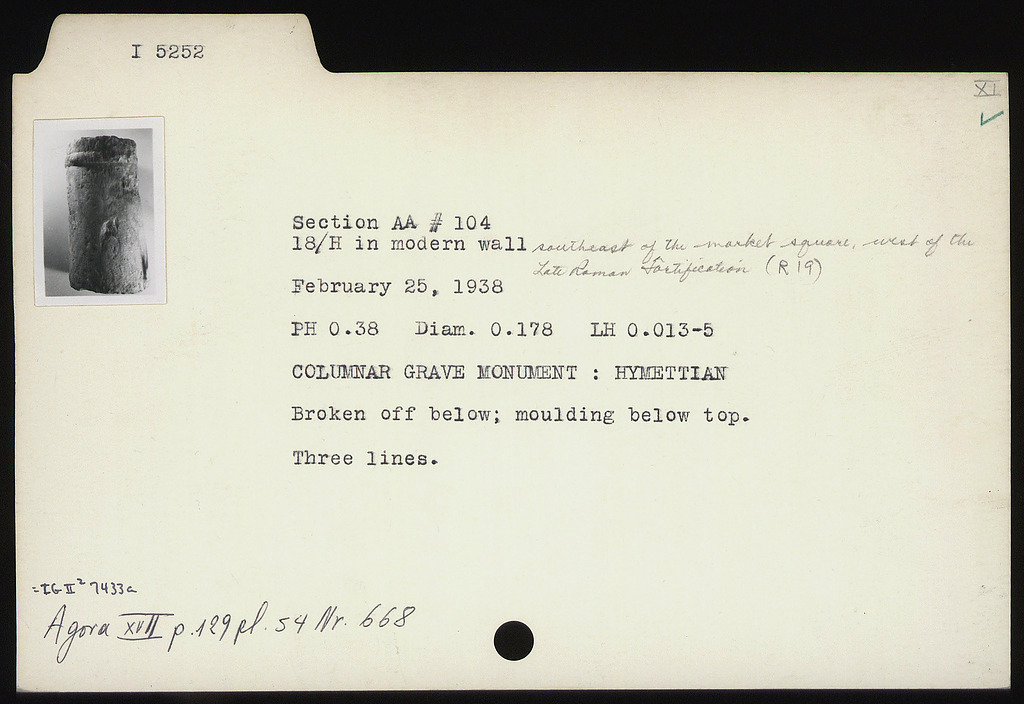 I 5252
XI
Section AA # 104
18/H in modern wall southeast of the market square, west of the
Late Roman Fortification (R 19)
February 25, 1938
PH 0.38 Diam. 0.178 LH 0.013-5
COLUMNAR GRAVE MONUMENT : HYMETTIAN
Broken off below; moulding below top.
Three lines.
=IG II² 7433a
Agora XVII p.129 pl. 54 Nr. 668